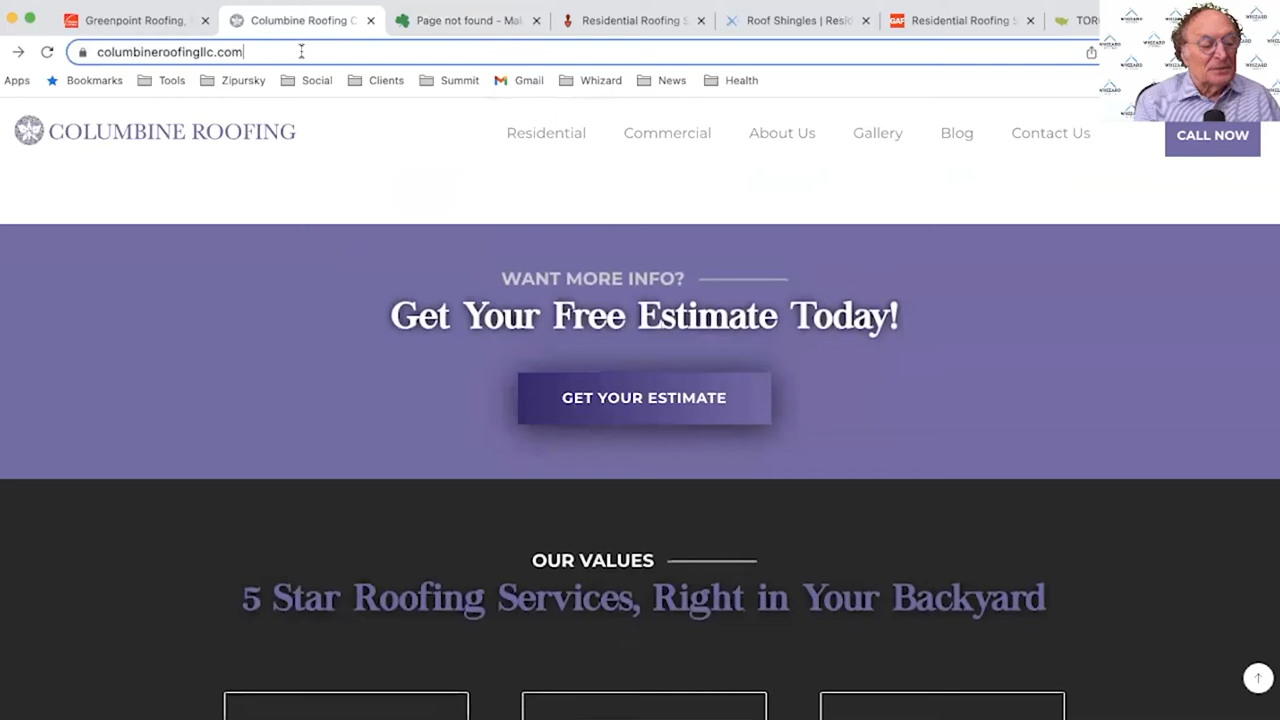 Greenpoint Roofing,
Columbine Roofing C
Page not found - Mal
Residential Roofing S
Roof Shingles | Resid
GAF
Residential Roofing S
TOR
columbineroofingllc.com
Apps
Bookmarks
Tools
Zipursky
Social
Clients
Summit
Gmail
Whizard
News
Health
COLUMBINE ROOFING
Residential
Commercial
About Us
Gallery
Blog
Contact Us
CALL NOW
WANT MORE INFO?
Get Your Free Estimate Today!
GET YOUR ESTIMATE
OUR VALUES
5 Star Roofing Services, Right in Your Backyard